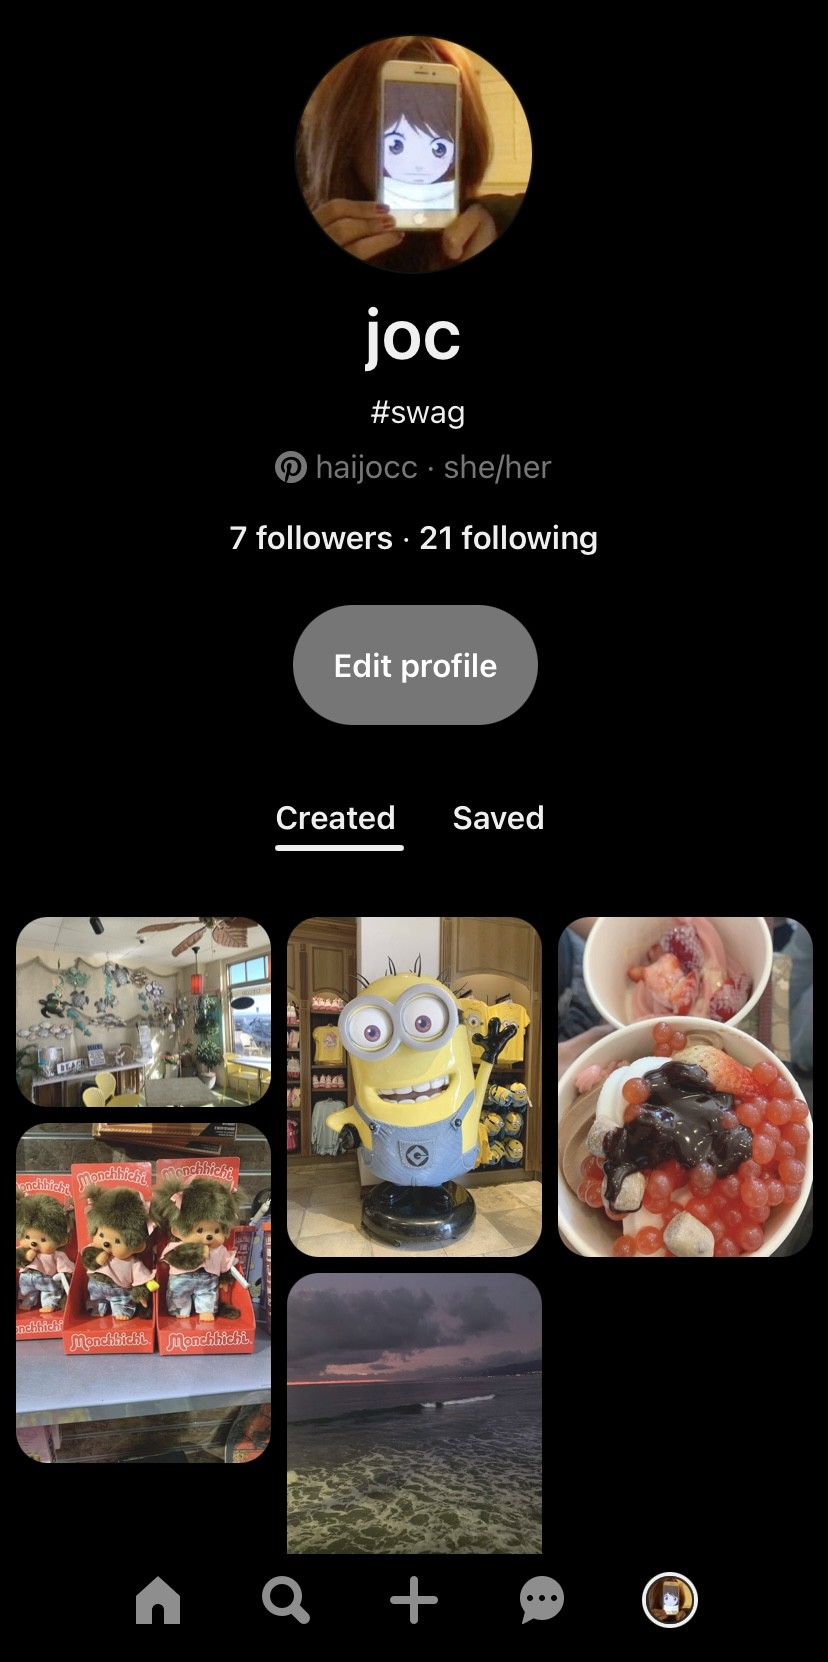 joc
#swag
haijocc · she/her
7 followers · 21 following
Edit profile
Created Saved
Monchhichi
Monchhichi
Monchhichi
Monchhichi
Monchhichi